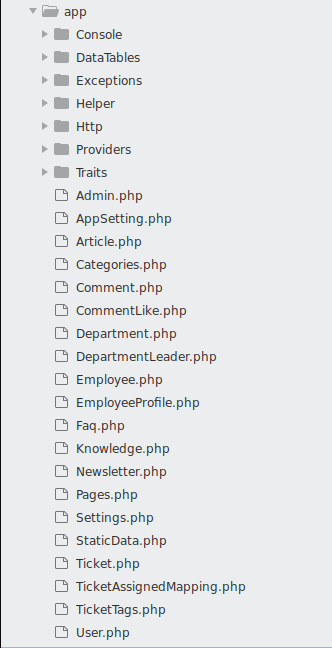 app
Console
DataTables
Exceptions
Helper
Http
Providers
Traits
Admin.php
AppSetting.php
Article.php
Categories.php
Comment.php
CommentLike.php
Department.php
DepartmentLeader.php
Employee.php
EmployeeProfile.php
Faq.php
Knowledge.php
Newsletter.php
Pages.php
Settings.php
StaticData.php
Ticket.php
TicketAssignedMapping.php
TicketTags.php
User.php